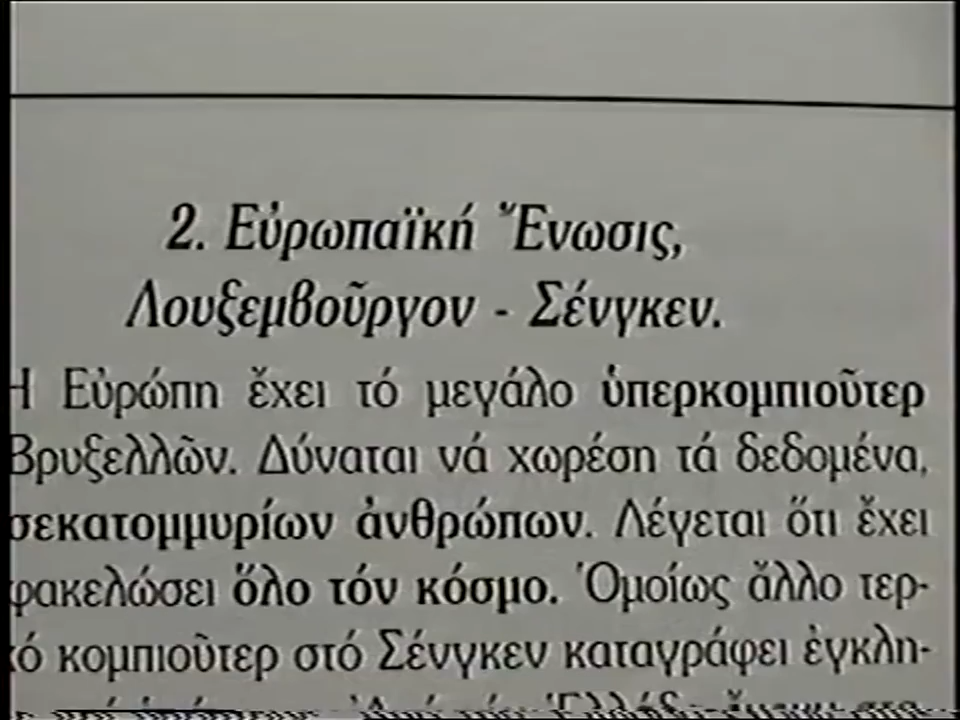 2. Εὐρωπαϊκή Ἕνωσις,
Λουξεμβοῦργον - Σένγκεν.
Η Εὐρώπη ἔχει τό μεγάλο ὑπερκομπιοῦτερ
Βρυξελλῶν. Δύναται νά χωρέση τά δεδομένα,
σεκατομμυρίων ἀνθρώπων. Λέγεται ὅτι ἔχει
φακελώσει ὅλο τόν κόσμο. Ὁμοίως ἄλλο τερ-
κό κομπιοῦτερ στό Σένγκεν καταγράφει ἐγκλη-